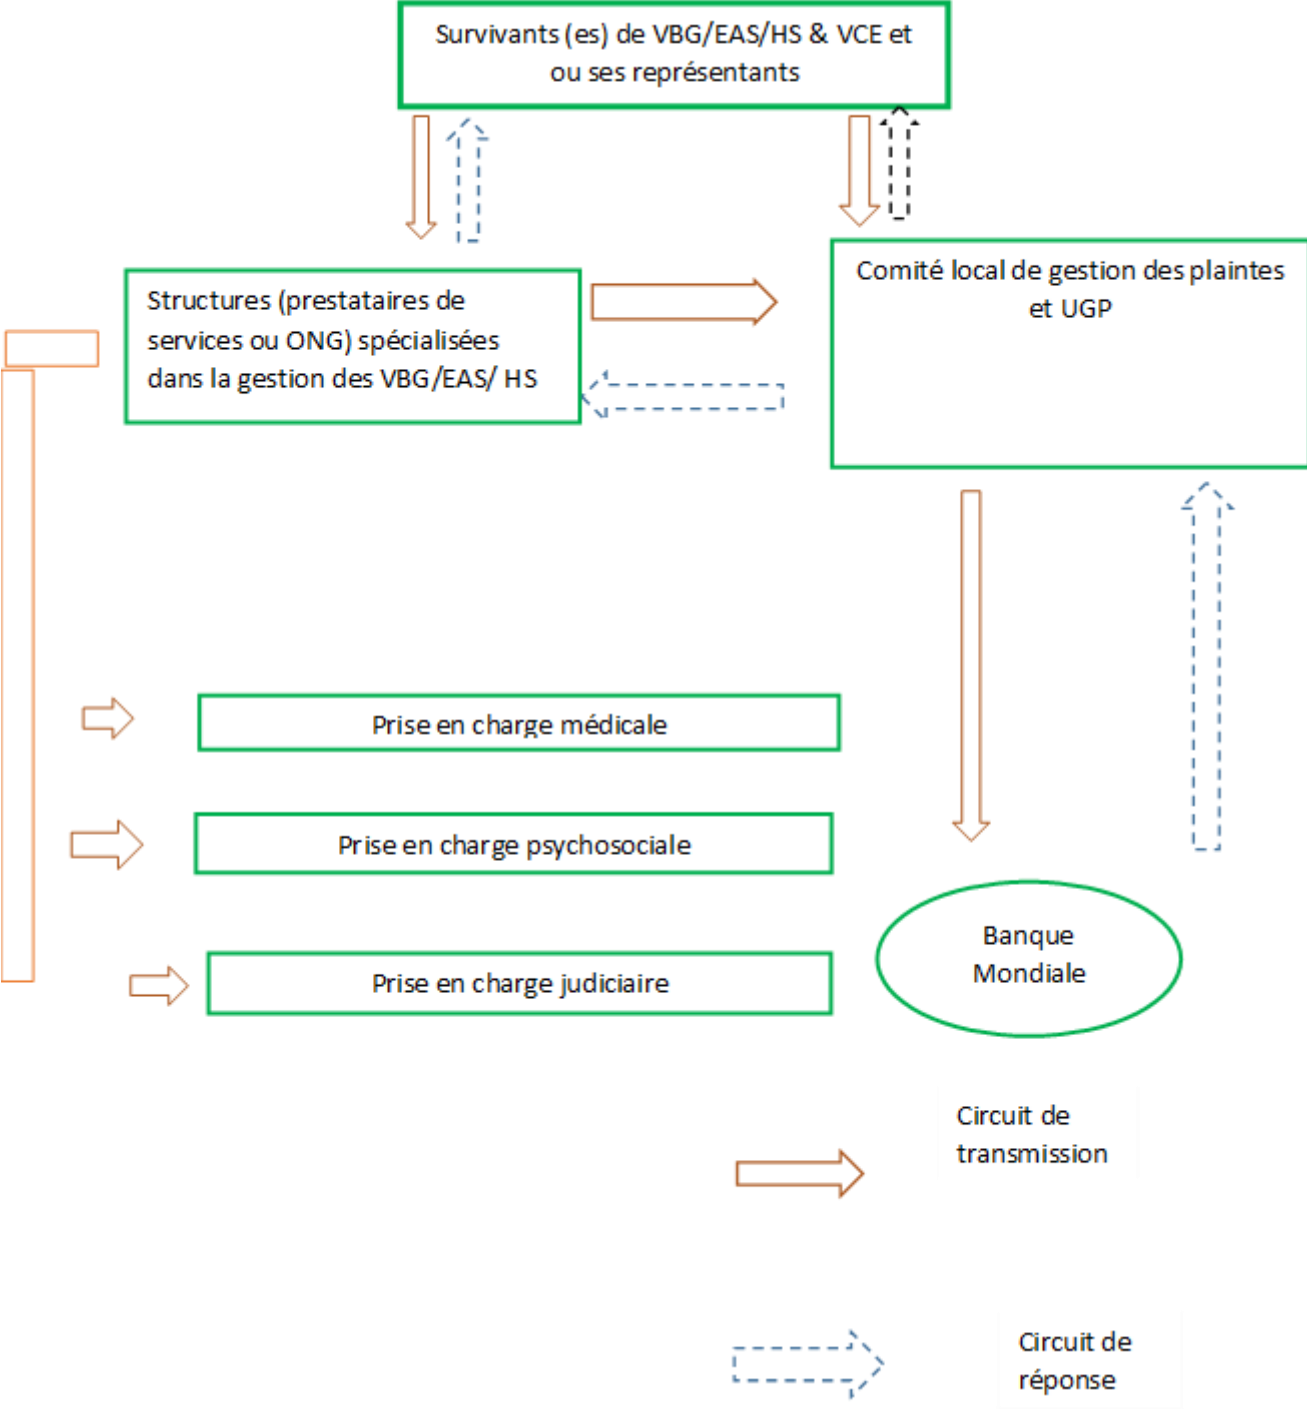 Survivants (es) de VBG/EAS/HS & VCE et
ou ses représentants
Structures (prestataires de
services ou ONG) spécialisées
dans la gestion des VBG/EAS/ HS
Comité local de gestion des plaintes
et UGP
Prise en charge médicale
Prise en charge psychosociale
Prise en charge judiciaire
Banque
Mondiale
Circuit de
transmission
Circuit de
réponse